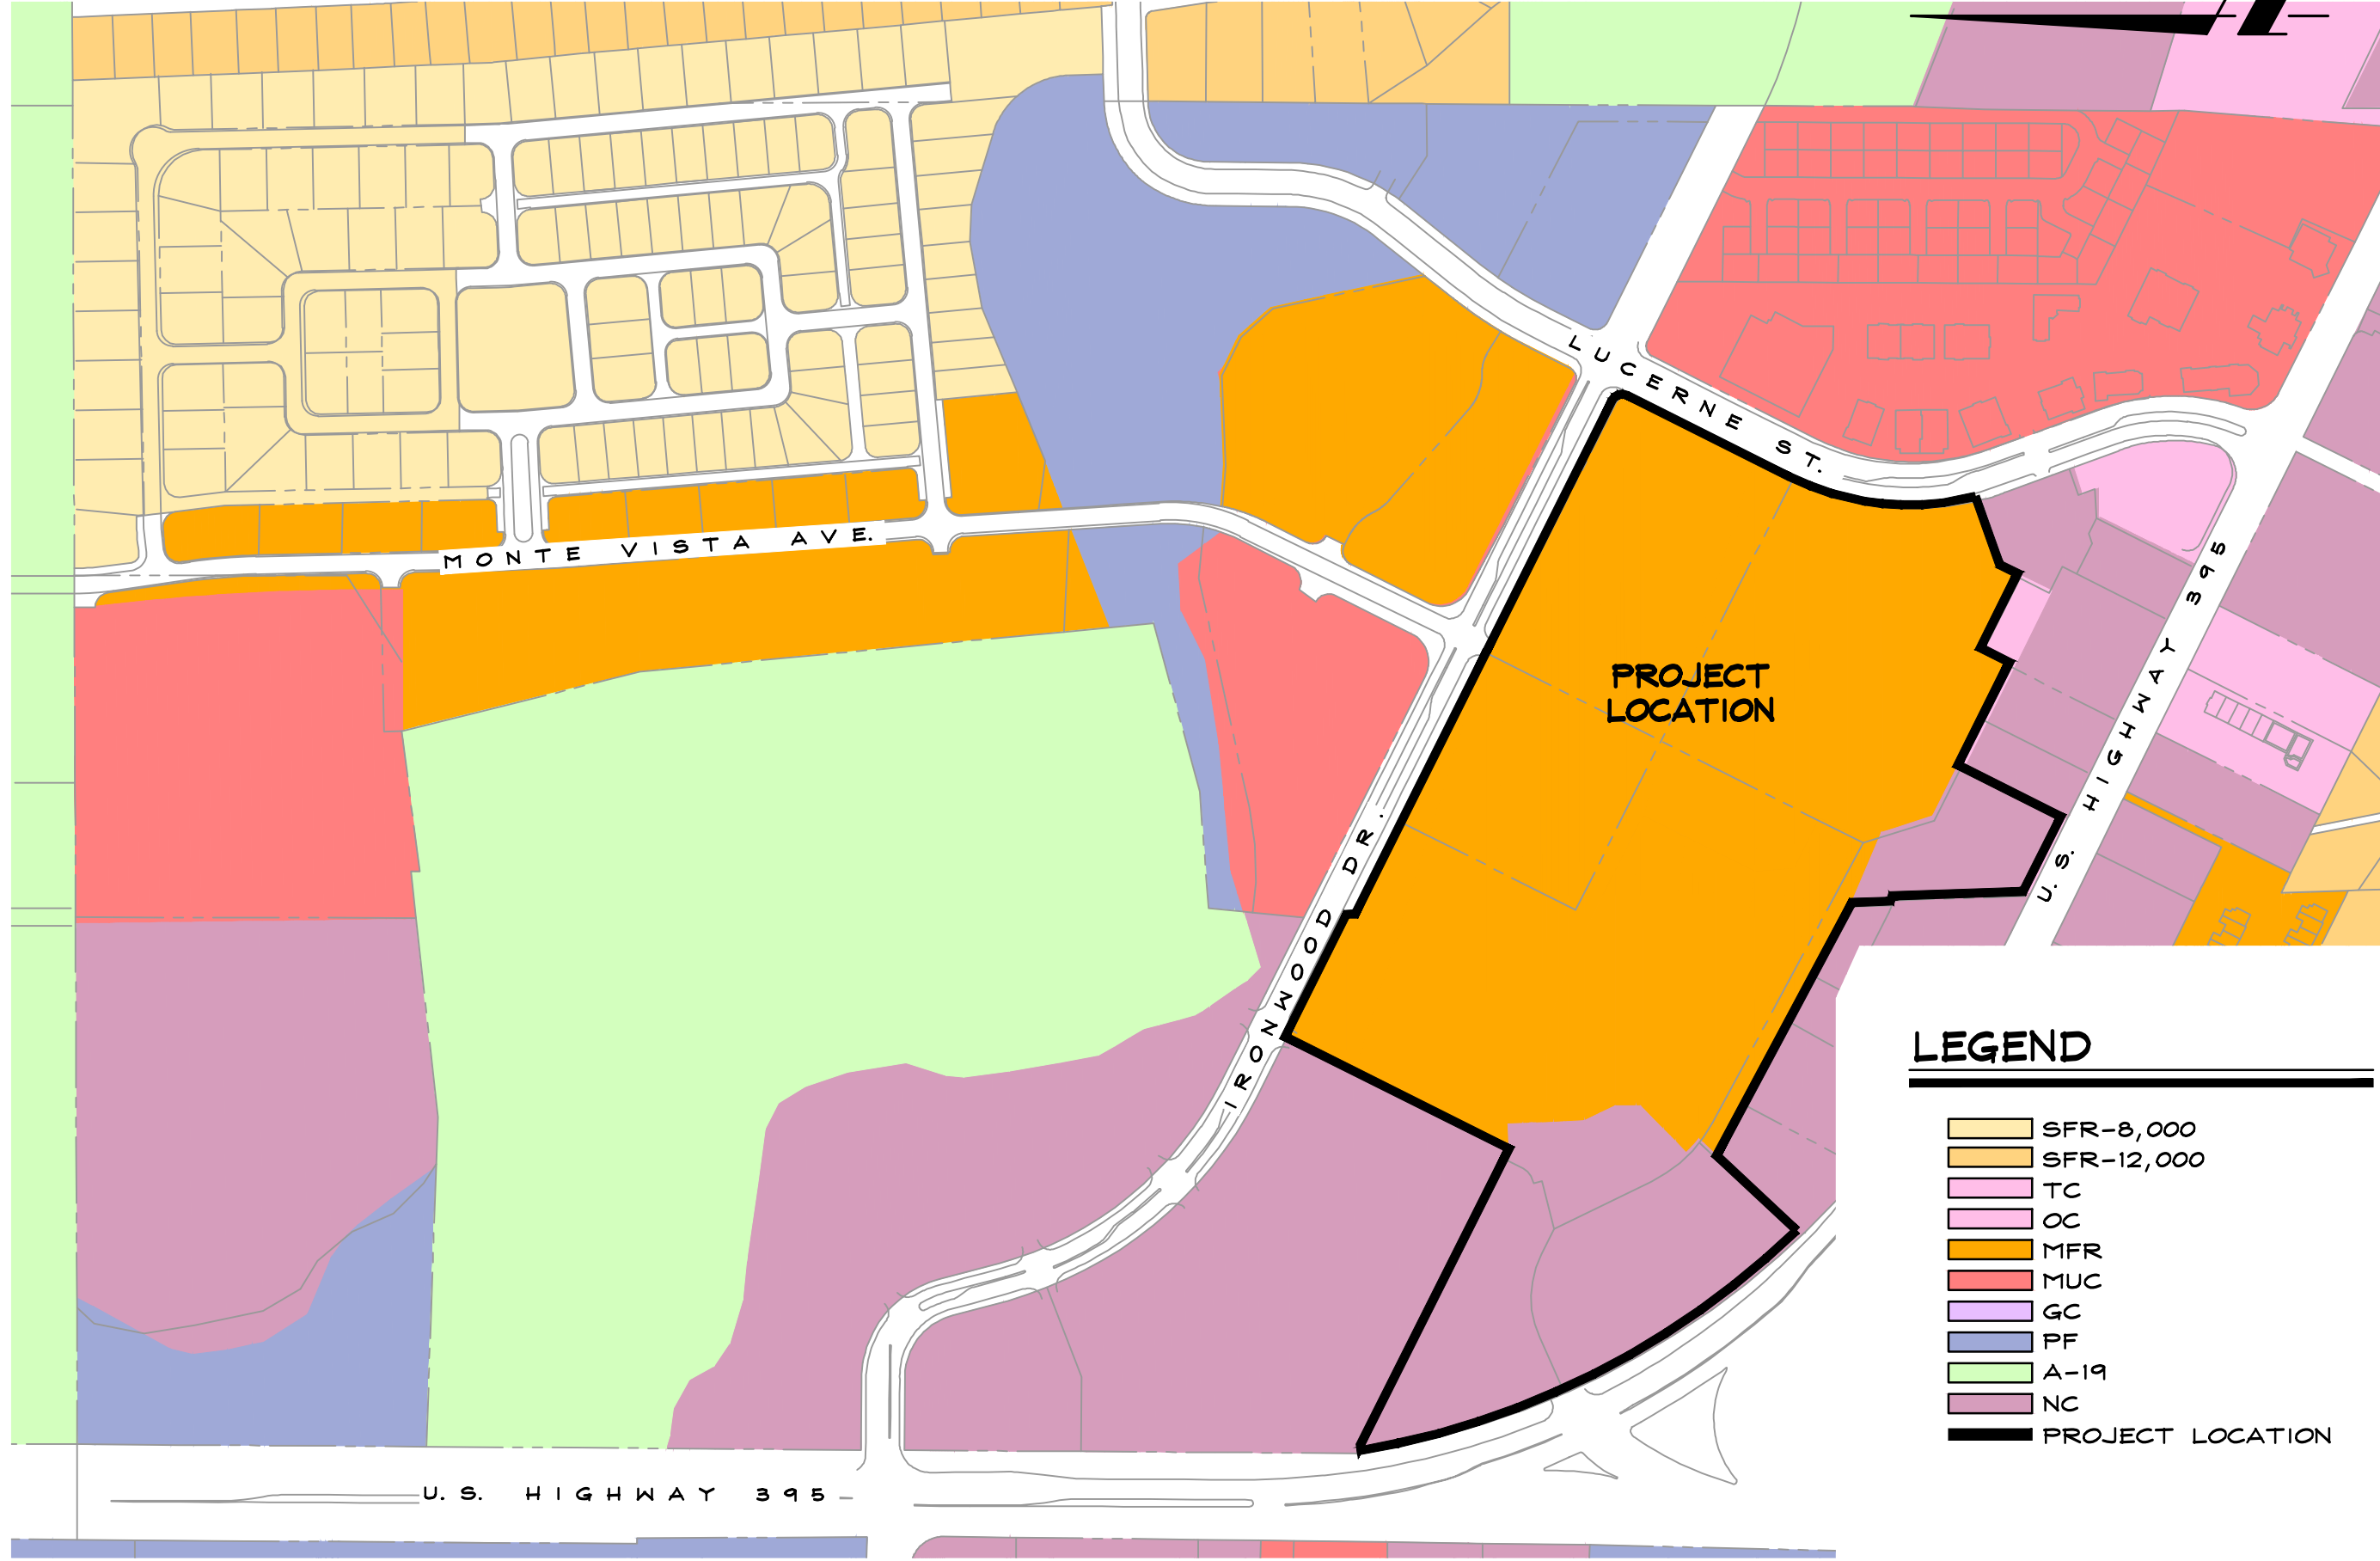 LUCERNE ST.
MONTE VISTA AVE.
U.S. HIGHWAY 395
PROJECT
LOCATION
IRONWOOD DR.
LEGEND
SFR-8,000
SFR-12,000
TC
OC
MFR
MUC
GC
PF
A-19
NC
PROJECT LOCATION
U.S. HIGHWAY 395